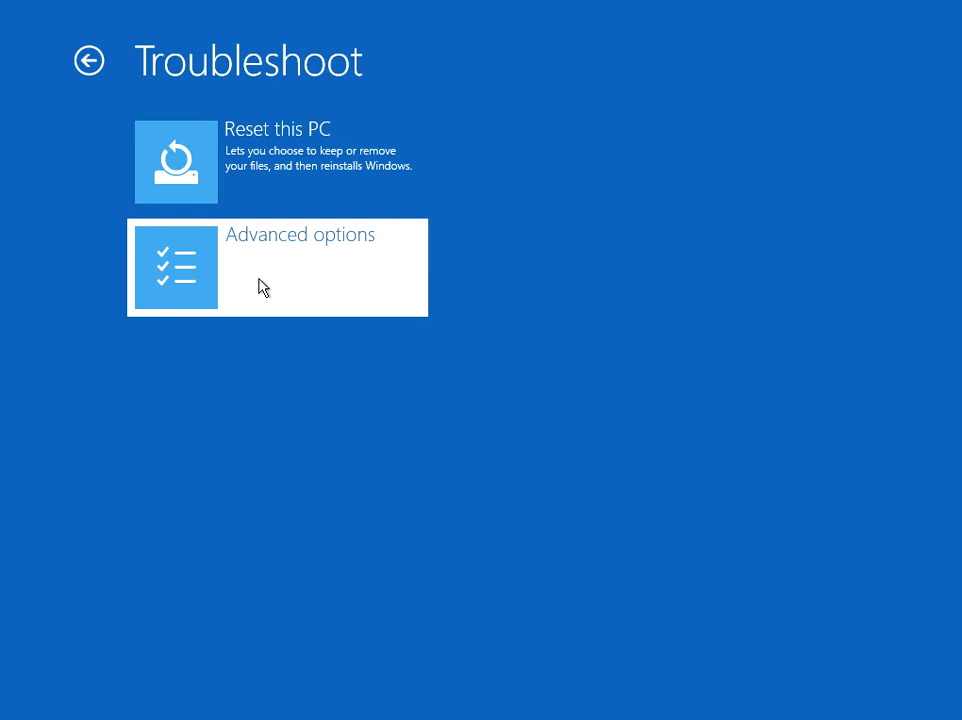 Troubleshoot
Reset this PC
Lets you choose to keep or remove
your files, and then reinstalls Windows.
Advanced options